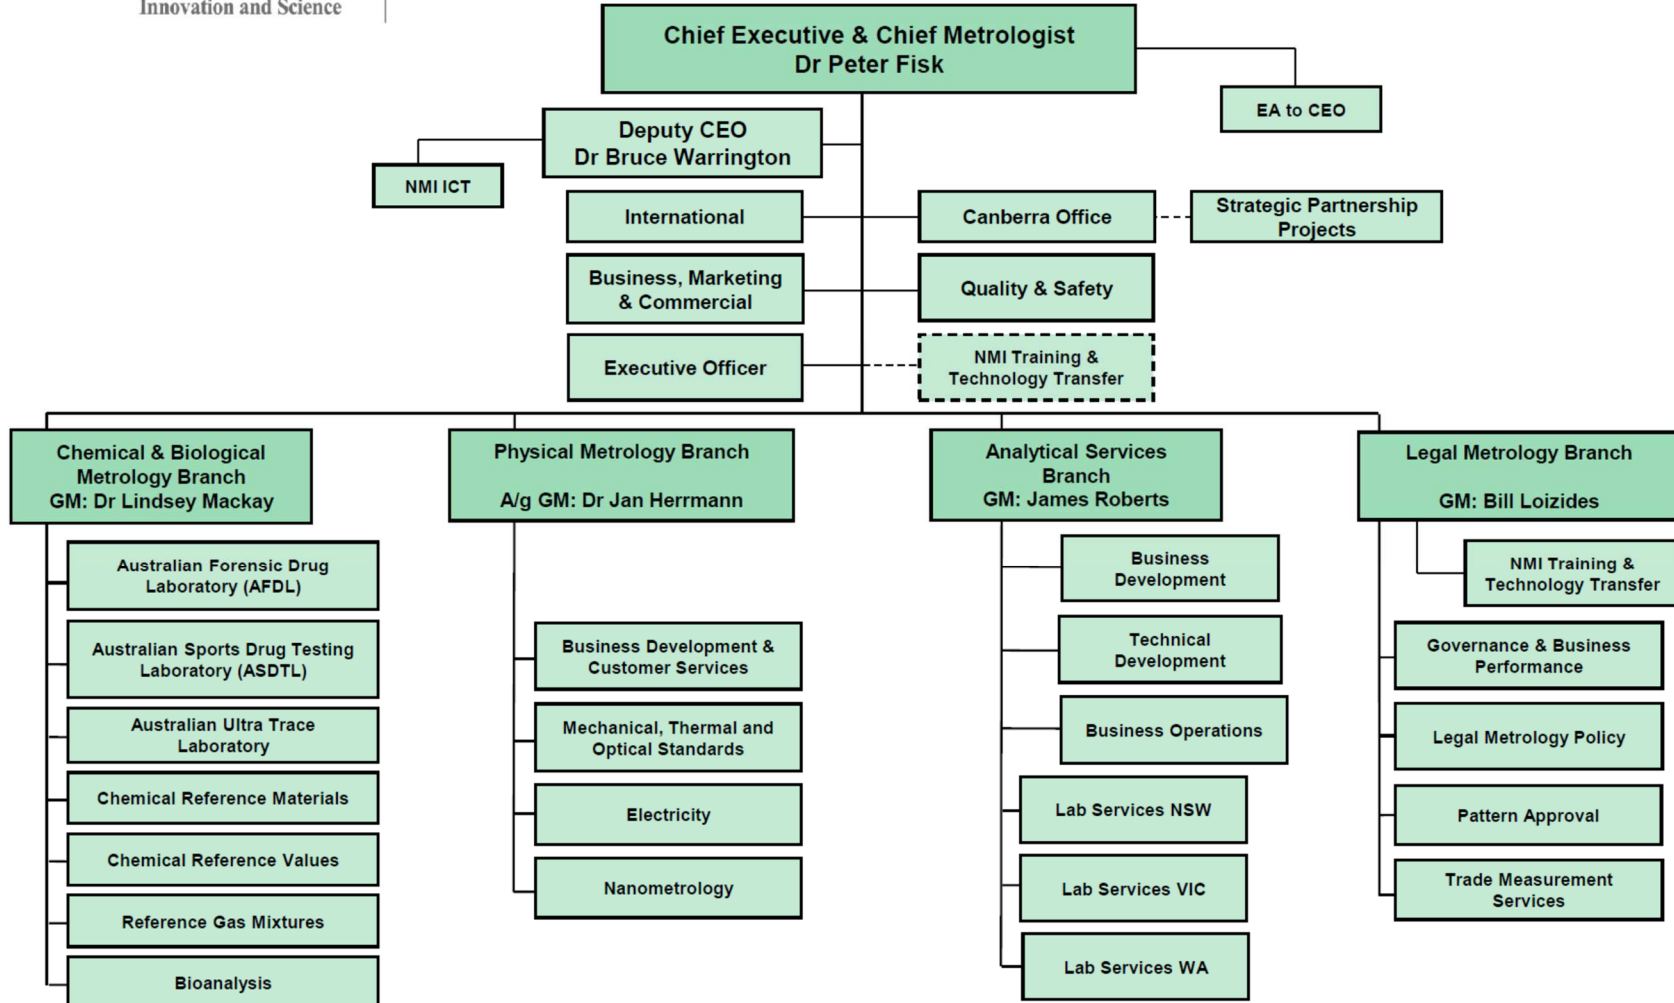 Innovation and Science
Chief Executive & Chief Metrologist
Dr Peter Fisk
EA to CEO
Deputy CEO
Dr Bruce Warrington
NMI ICT
International
Canberra Office
Strategic Partnership
Projects
Business, Marketing
& Commercial
Quality & Safety
Executive Officer
NMI Training &
Technology Transfer
Chemical & Biological
Metrology Branch
GM: Dr Lindsey Mackay
Australian Forensic Drug
Laboratory (AFDL)
Australian Sports Drug Testing
Laboratory (ASDTL)
Australian Ultra Trace
Laboratory
Chemical Reference Materials
Chemical Reference Values
Reference Gas Mixtures
Bioanalysis
Physical Metrology Branch
A/g GM: Dr Jan Herrmann
Business Development &
Customer Services
Mechanical, Thermal and
Optical Standards
Electricity
Nanometrology
Analytical Services
Branch
GM: James Roberts
Business
Development
Technical
Development
Business Operations
Lab Services NSW
Lab Services VIC
Lab Services WA
Legal Metrology Branch
GM: Bill Loizides
NMI Training &
Technology Transfer
Governance & Business
Performance
Legal Metrology Policy
Pattern Approval
Trade Measurement
Services